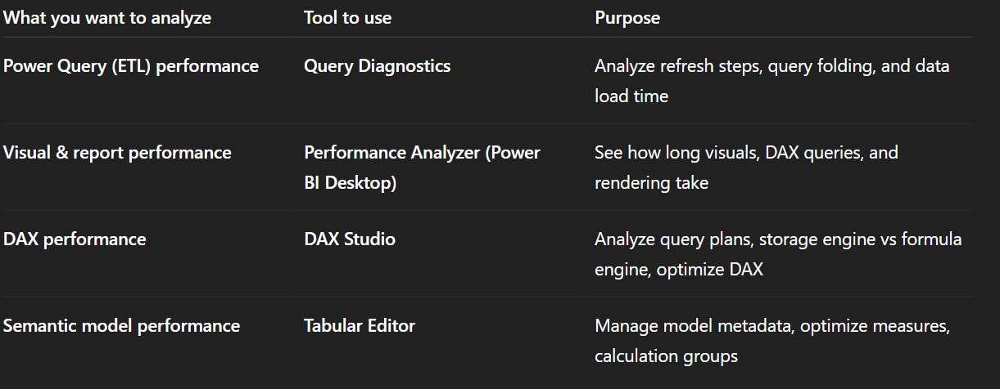 What you want to analyze Tool to use Purpose
Power Query (ETL) performance Query Diagnostics Analyze refresh steps, query folding, and data
load time
Visual & report performance Performance Analyzer (Power See how long visuals, DAX queries, and
BI Desktop) rendering take
DAX performance DAX Studio Analyze query plans, storage engine vs formula
engine, optimize DAX
Semantic model performance Tabular Editor Manage model metadata, optimize measures,
calculation groups